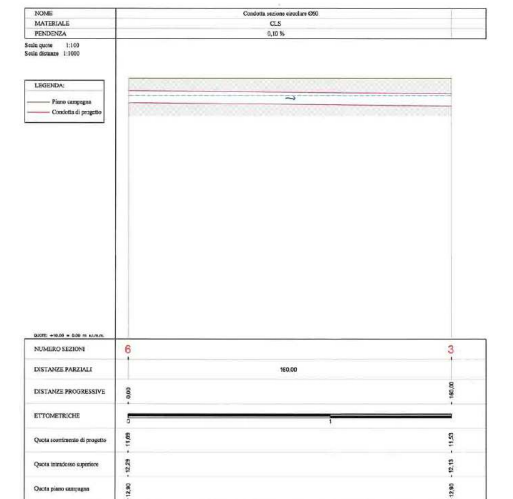 NOME Condotta sezione circolare Ø60
MATERIALE CLS
PENDENZA 0,10 %
Scala quote 1:100
Scala distanze 1:1000
LEGENDA:
Piano campagna
Condotta di progetto
NUMERO SEZIONI 6 3
DISTANZE PARZIALI 160.00
DISTANZE PROGRESSIVE 0,00 160,00
ETTOMETRICHE 0 1
Quota scorrimento di progetto 11,69 11,53
Quota intradosso superiore 12,29 12,13
Quota piano campagna 12,90 12,90